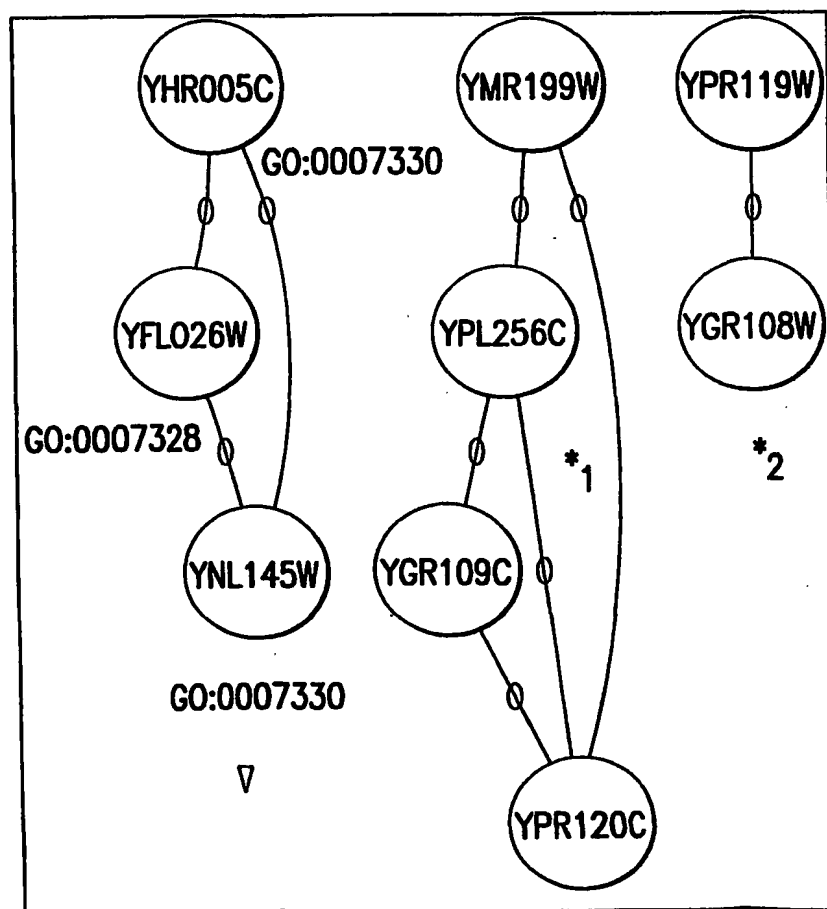 YHR005C
YMR199W
YPR119W
GO:0007330
YFL026W
YPL256C
YGR108W
GO:0007328
*1
*2
YNL145W
YGR109C
GO:0007330
YPR120C